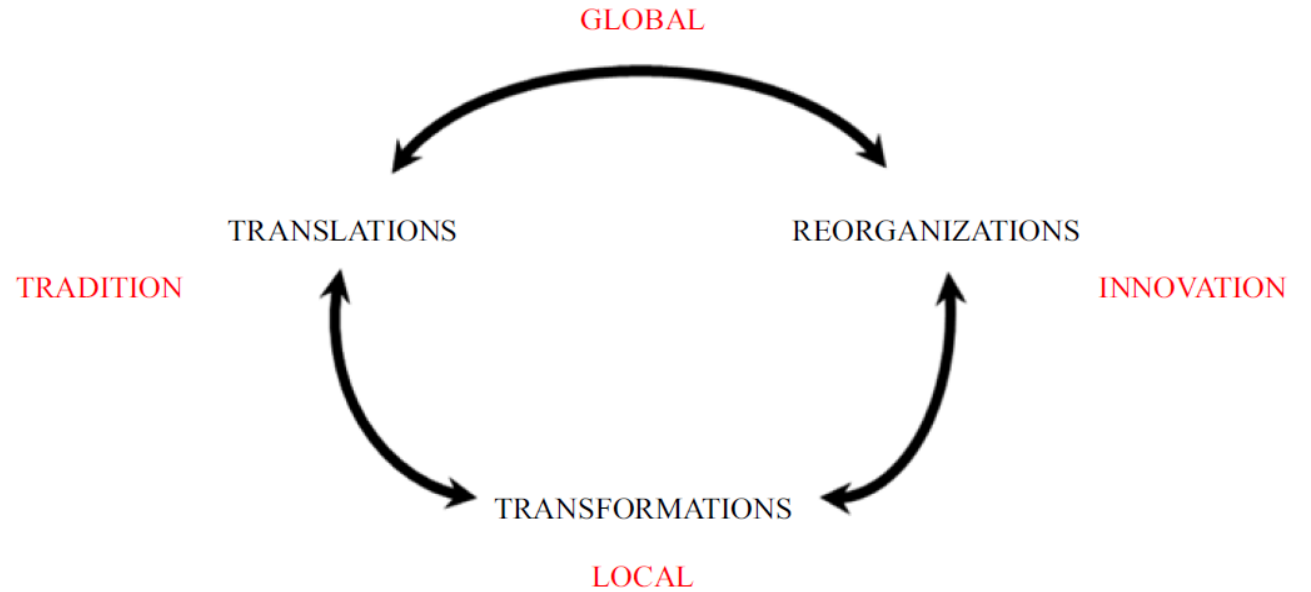 GLOBAL
TRANSLATIONS
REORGANIZATIONS
TRADITION
INNOVATION
TRANSFORMATIONS
LOCAL